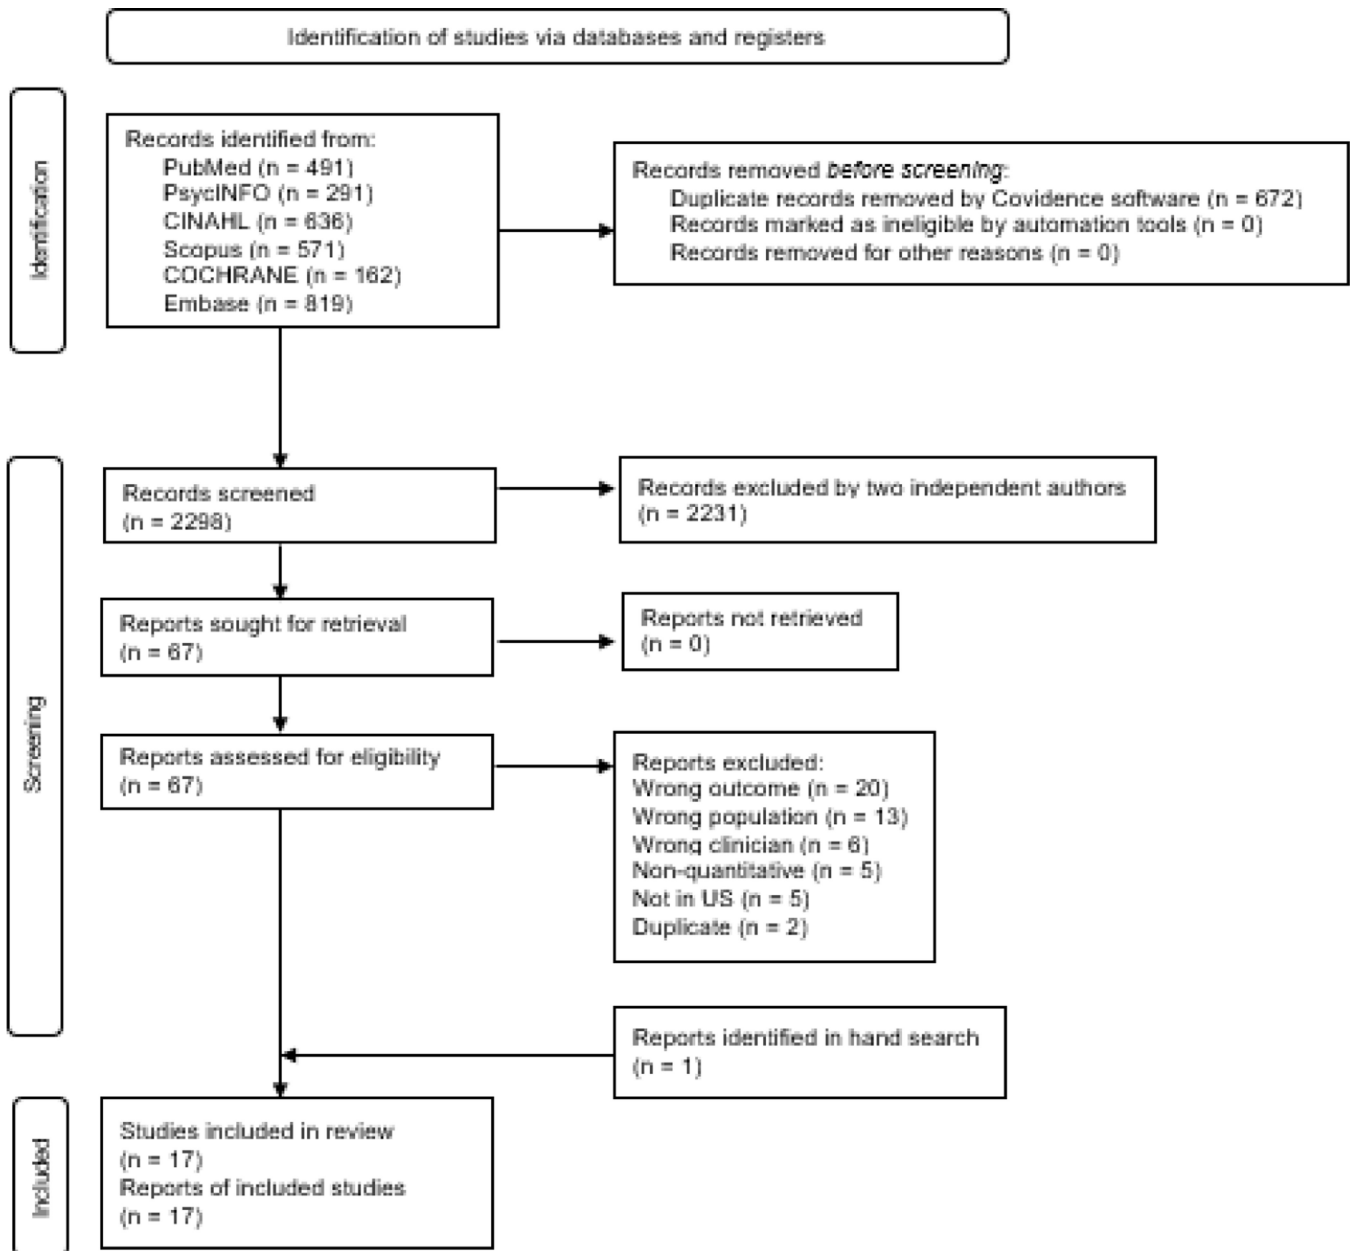 Identification of studies via databases and registers
Identification
Records identified from:
PubMed (n = 491)
PsycINFO (n = 291)
CINAHL (n = 636)
Scopus (n = 571)
COCHRANE (n = 162)
Embase (n = 819)
Records removed before screening:
Duplicate records removed by Covidence software (n = 672)
Records marked as ineligible by automation tools (n = 0)
Records removed for other reasons (n = 0)
Screening
Records screened
(n = 2298)
Records excluded by two independent authors
(n = 2231)
Reports sought for retrieval
(n = 67)
Reports not retrieved
(n = 0)
Reports assessed for eligibility
(n = 67)
Reports excluded:
Wrong outcome (n = 20)
Wrong population (n = 13)
Wrong clinician (n = 6)
Non-quantitative (n = 5)
Not in US (n = 5)
Duplicate (n = 2)
Reports identified in hand search
(n = 1)
Included
Studies included in review
(n = 17)
Reports of included studies
(n = 17)